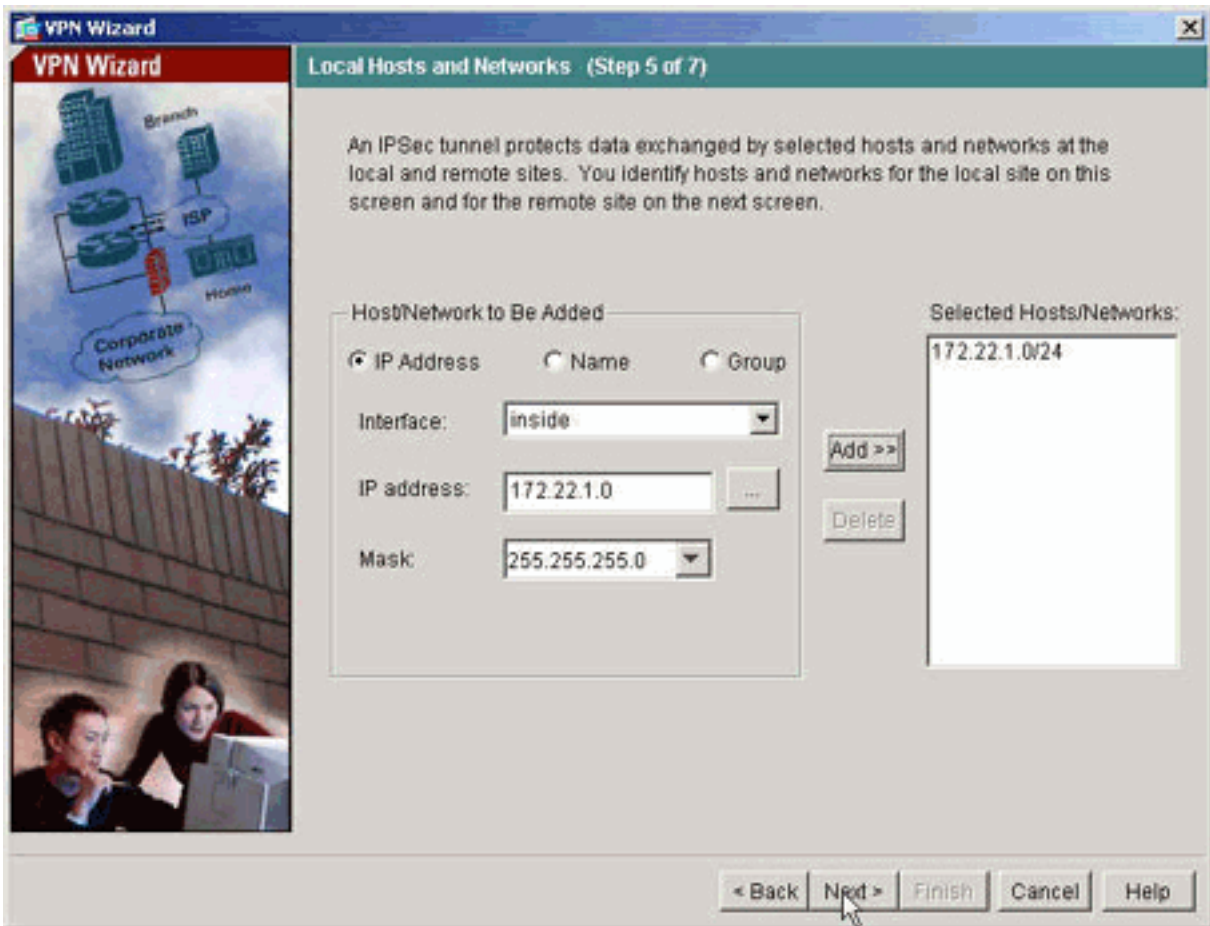 VPN Wizard
VPN Wizard
Local Hosts and Networks (Step 5 of 7)
Branch
ISP
Home
Corporate
Network
An IPSec tunnel protects data exchanged by selected hosts and networks at the
local and remote sites. You identify hosts and networks for the local site on this
screen and for the remote site on the next screen.
Host/Network to Be Added
IP Address
Name
Group
Interface:
inside
IP address:
172.22.1.0
...
Mask:
255.255.255.0
Add >>
Delete
Selected Hosts/Networks:
172.22.1.0/24
< Back
Next >
Finish
Cancel
Help